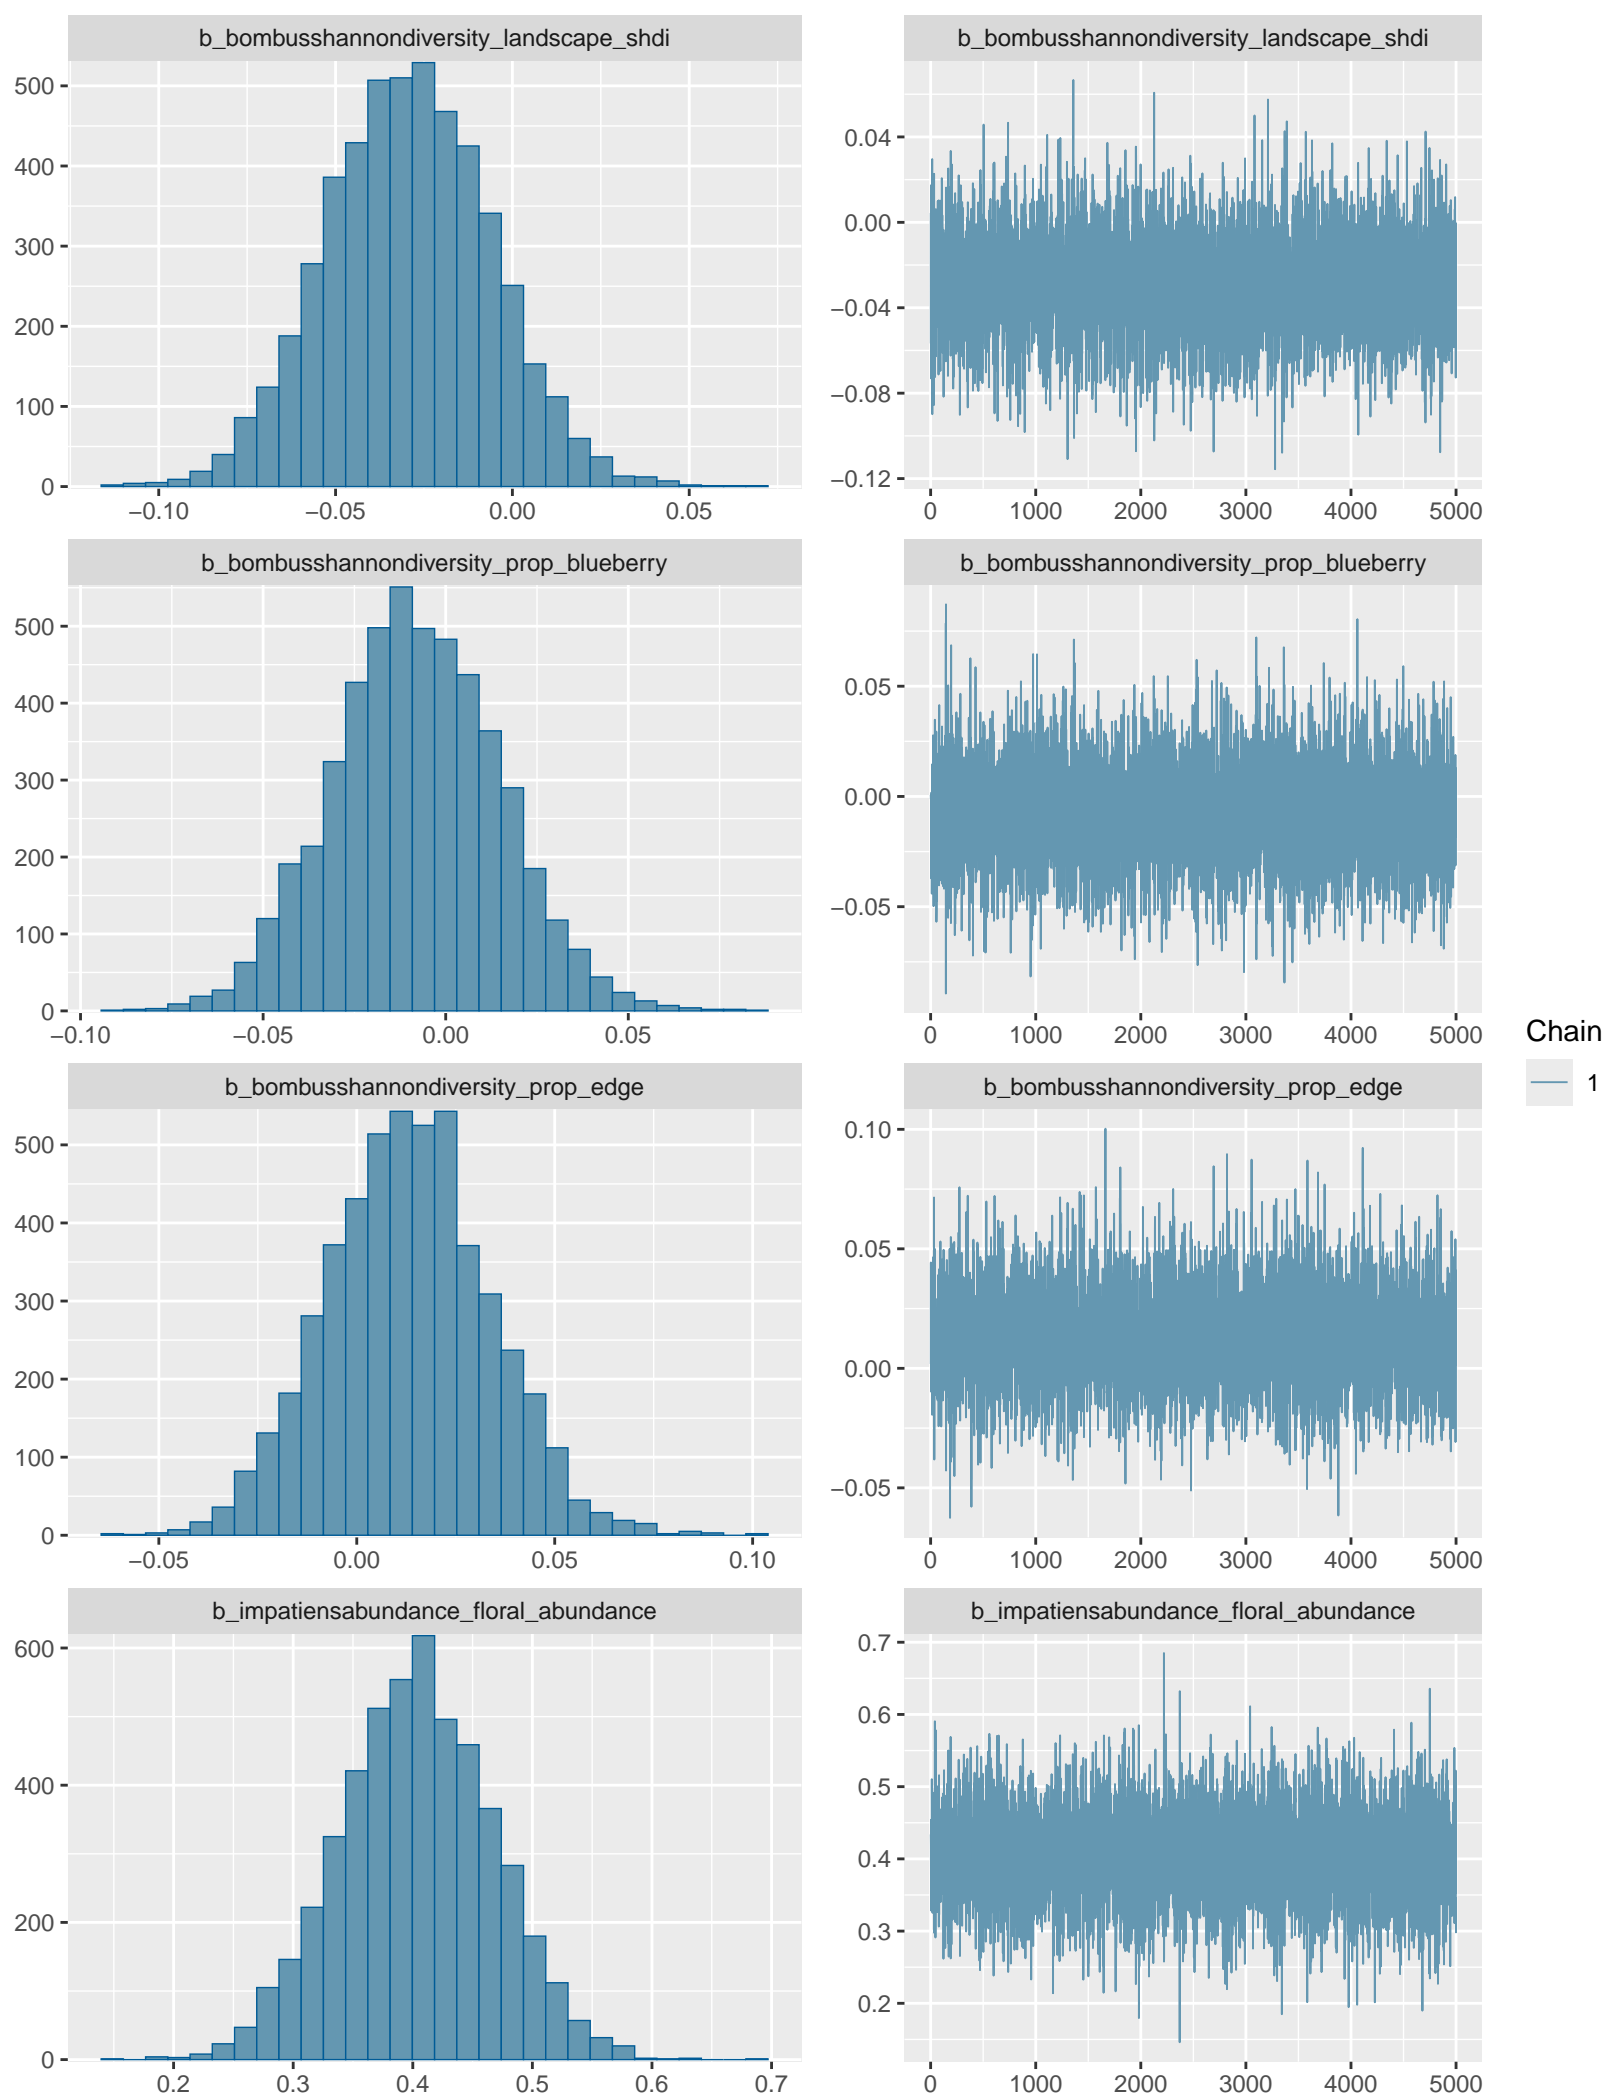 b_bombusshannondiversity_landscape_shdi
500
400
300
200
100
0
−0.10 −0.05 0.00 0.05
b_bombusshannondiversity_landscape_shdi
0.04
0.00
−0.04
−0.08
−0.12
0 1000 2000 3000 4000 5000
b_bombusshannondiversity_prop_blueberry
500
400
300
200
100
0
−0.10 −0.05 0.00 0.05
b_bombusshannondiversity_prop_blueberry
0.05
0.00
−0.05
0 1000 2000 3000 4000 5000
b_bombusshannondiversity_prop_edge
500
400
300
200
100
0
−0.05 0.00 0.05 0.10
b_bombusshannondiversity_prop_edge
0.10
0.05
0.00
−0.05
0 1000 2000 3000 4000 5000
b_impatiensabundance_floral_abundance
600
400
200
0
0.2 0.3 0.4 0.5 0.6 0.7
b_impatiensabundance_floral_abundance
0.7
0.6
0.5
0.4
0.3
0.2
0 1000 2000 3000 4000 5000
Chain
1